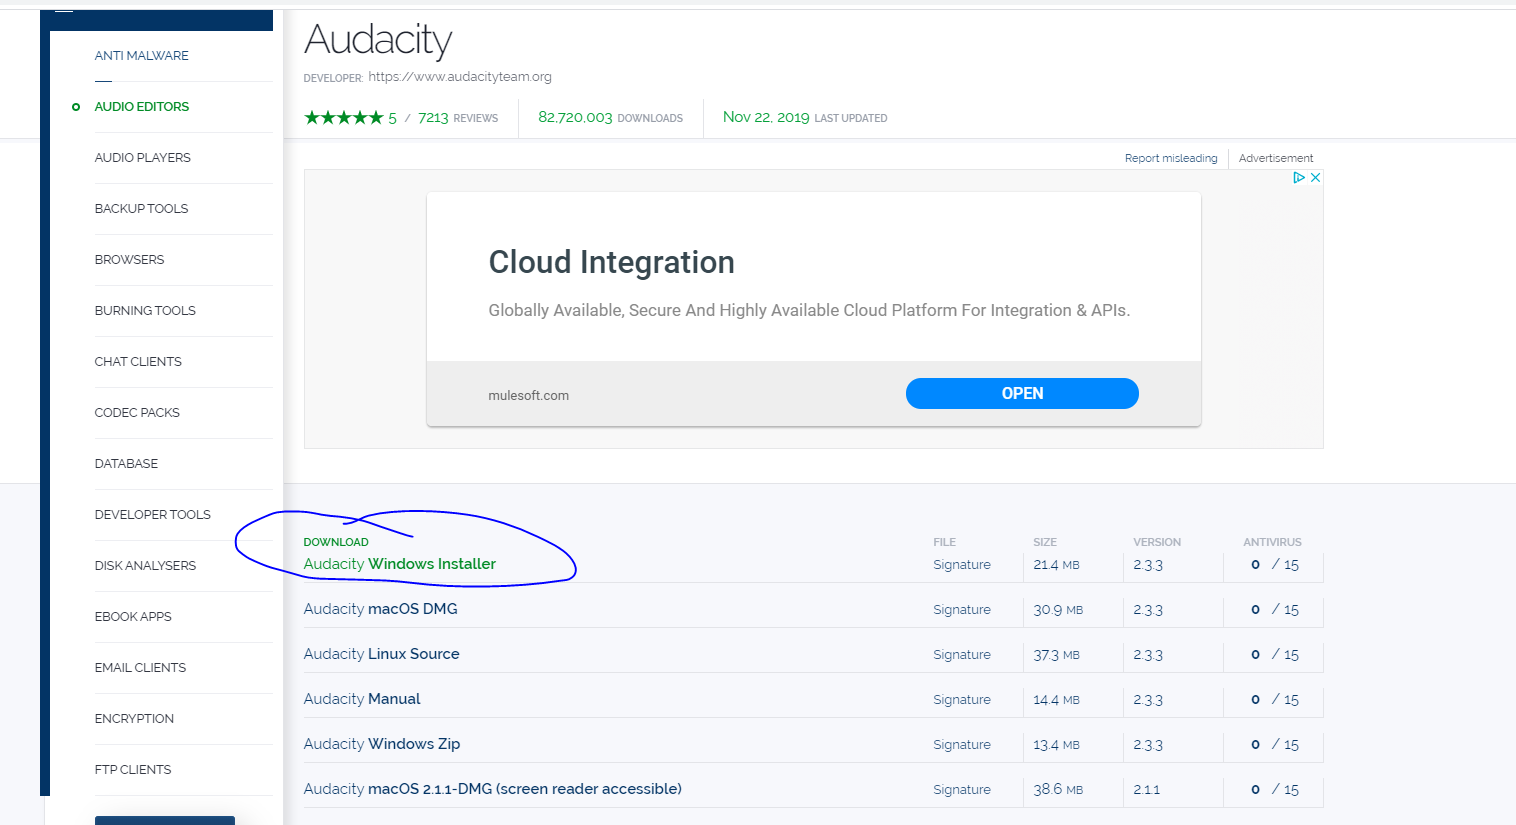 Audacity
DEVELOPER: https://www.audacityteam.org
5 / 7213 REVIEWS
82,720,003 DOWNLOADS
Nov 22, 2019 LAST UPDATED
ANTI MALWARE
AUDIO EDITORS
AUDIO PLAYERS
BACKUP TOOLS
BROWSERS
BURNING TOOLS
CHAT CLIENTS
CODEC PACKS
DATABASE
DEVELOPER TOOLS
DISK ANALYSERS
EBOOK APPS
EMAIL CLIENTS
ENCRYPTION
FTP CLIENTS
Report misleading
Advertisement
Cloud Integration
Globally Available, Secure And Highly Available Cloud Platform For Integration & APIs.
mulesoft.com
OPEN
DOWNLOAD FILE SIZE VERSION ANTIVIRUS
Audacity Windows Installer Signature 21.4 MB 2.3.3 0 / 15
Audacity macOS DMG Signature 30.9 MB 2.3.3 0 / 15
Audacity Linux Source Signature 37.3 MB 2.3.3 0 / 15
Audacity Manual Signature 14.4 MB 2.3.3 0 / 15
Audacity Windows Zip Signature 13.4 MB 2.3.3 0 / 15
Audacity macOS 2.1.1-DMG (screen reader accessible) Signature 38.6 MB 2.1.1 0 / 15